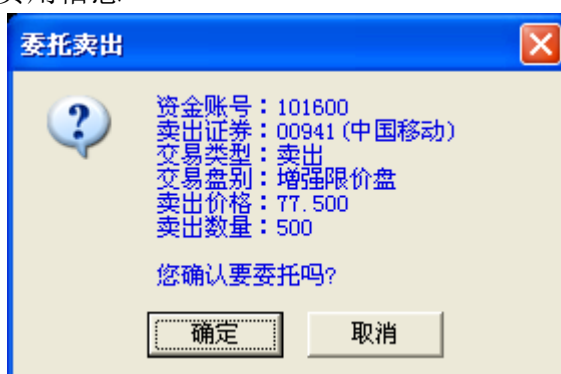 委托卖出
资金账号：101600
卖出证券：00941(中国移动)
交易类型：卖出
交易盘别：增强限价盘
卖出价格：77.500
卖出数量：500
您确认要委托吗?
确定
取消